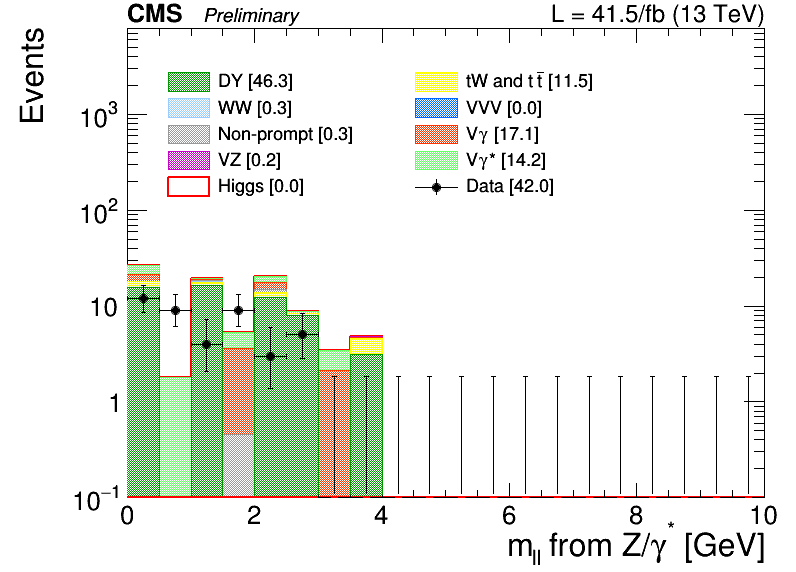 CMS Preliminary L = 41.5/fb (13 TeV)
Events
DY [46.3] tW and t t̅ [11.5]
WW [0.3] VVV [0.0]
Non-prompt [0.3] Vγ [17.1]
VZ [0.2] Vγ* [14.2]
Higgs [0.0] Data [42.0]
10³
10²
10
1
10⁻¹
0 2 4 6 8 10
m_ll from Z/γ* [GeV]